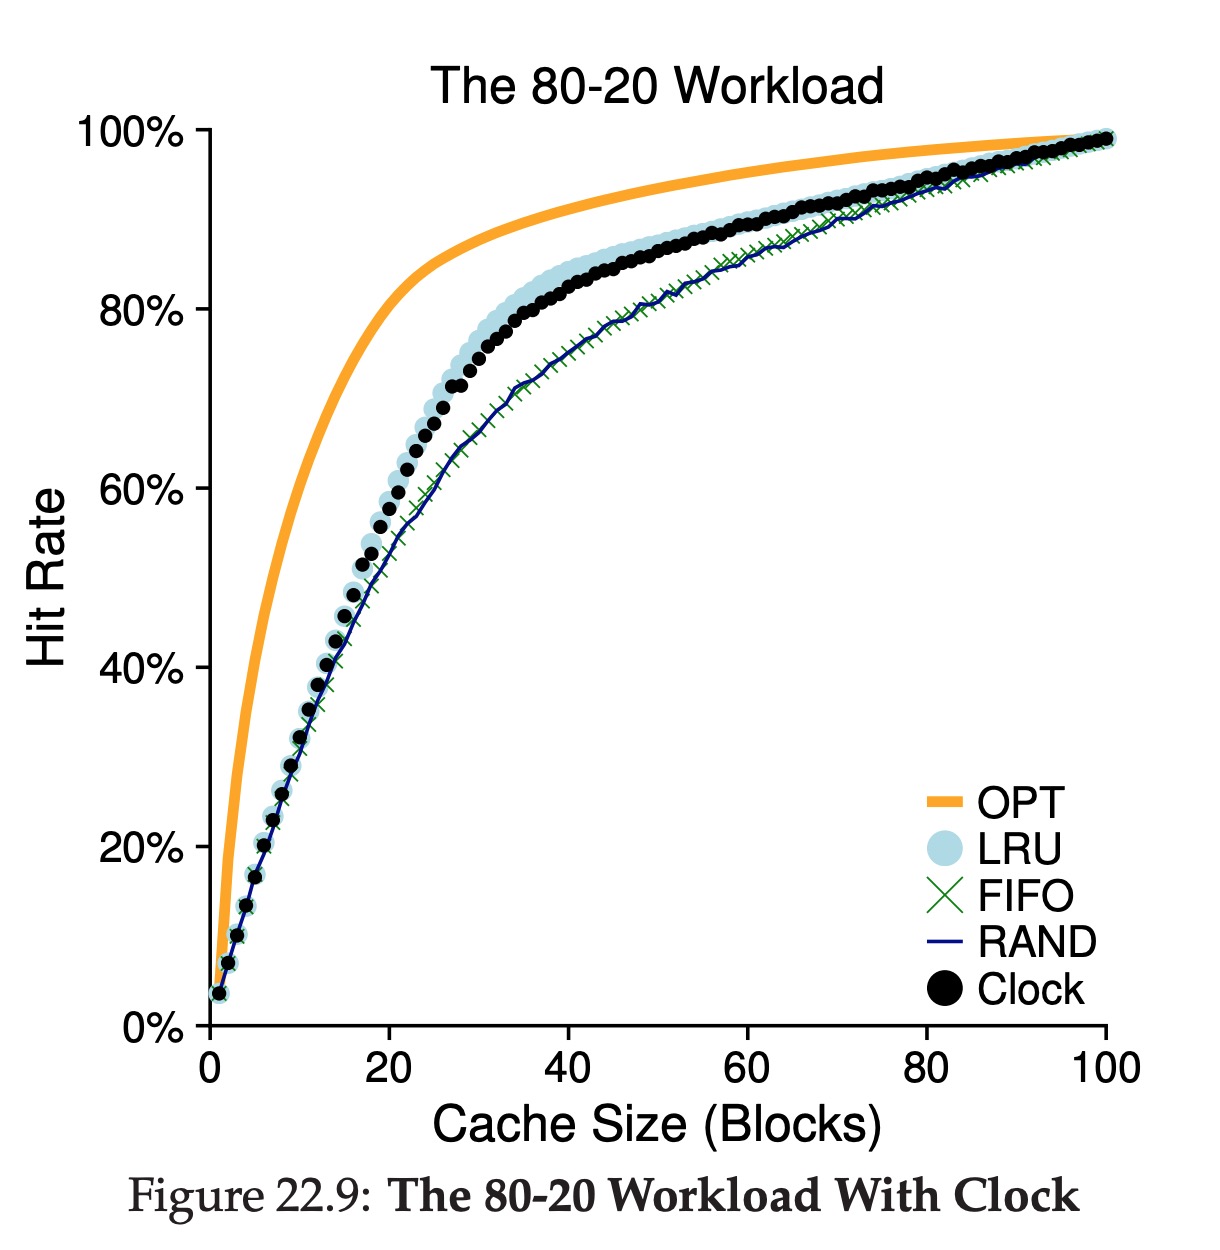 The 80-20 Workload
100%
80%
60%
40%
20%
0%
Hit Rate
0 20 40 60 80 100
Cache Size (Blocks)
OPT
LRU
FIFO
RAND
Clock
Figure 22.9: The 80-20 Workload With Clock